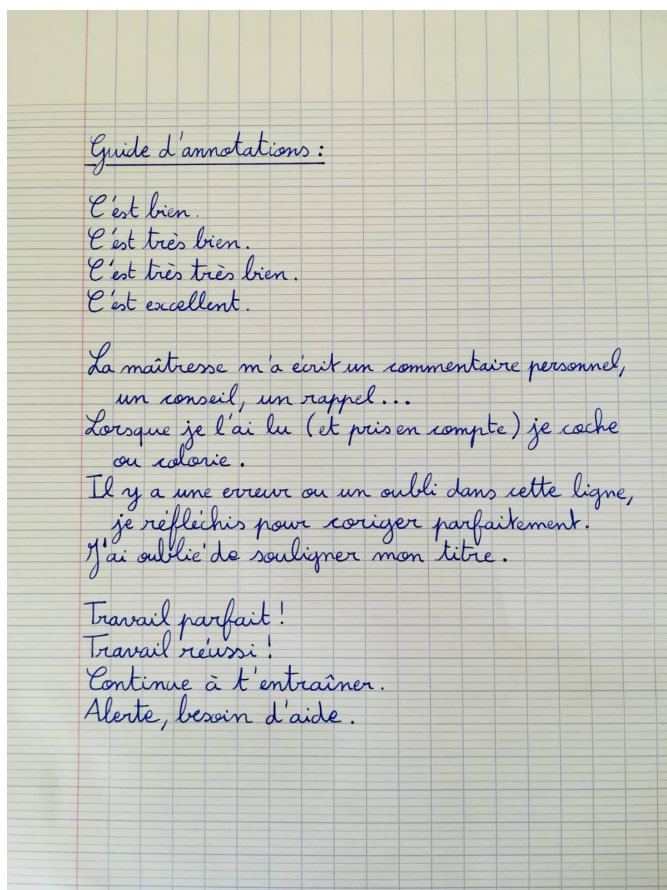 Guide d'annotations :
C'est bien.
C'est très bien.
C'est très très bien.
C'est excellent.
La maîtresse m'a écrit un commentaire personnel,
un conseil, un rappel...
Lorsque je l'ai lu (et pris en compte) je coche
ou colorie.
Il y a une erreur ou un oubli dans cette ligne,
je réfléchis pour coriger parfaitement.
J'ai oublié de souligner mon titre.
Travail parfait !
Travail réussi !
Continue à t'entraîner.
Alerte, besoin d'aide.